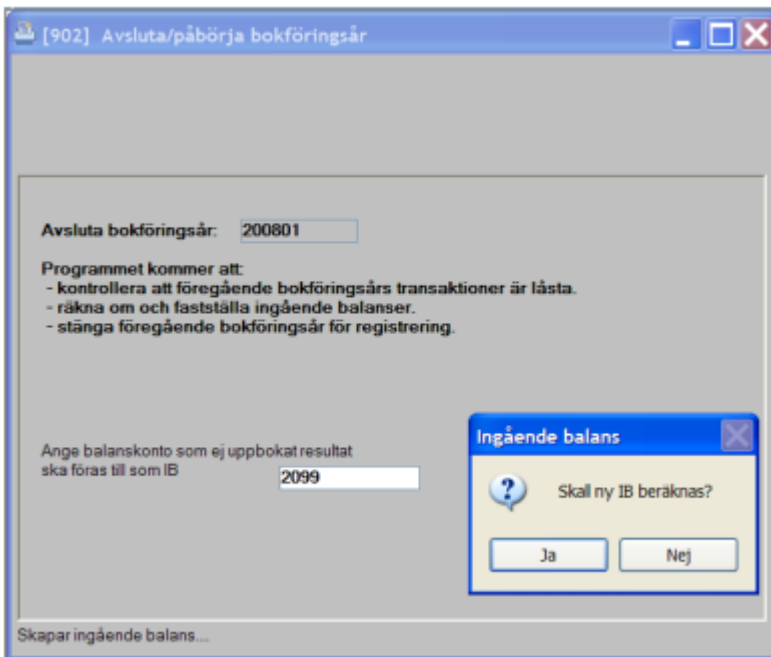 [902] Avsluta/påbörja bokföringsår
Avsluta bokföringsår: 200801
Programmet kommer att:
- kontrollera att föregående bokföringsårs transaktioner är låsta.
- räkna om och fastställa ingående balanser.
- stänga föregående bokföringsår för registrering.
Ange balanskonto som ej uppbokat resultat
ska föras till som IB 2099
Ingående balans
Skall ny IB beräknas?
Ja Nej
Skapar ingående balans...